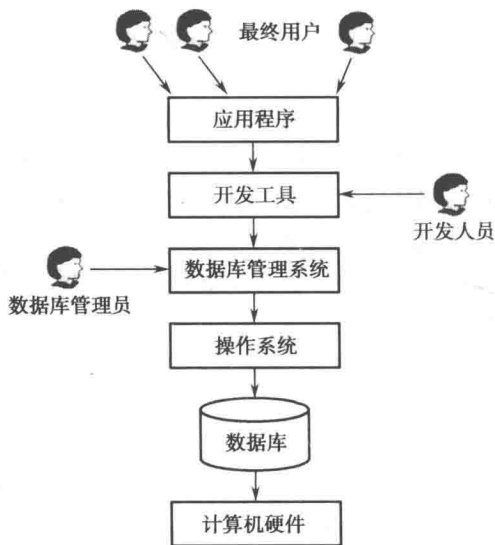 最终用户
应用程序
开发工具
开发人员
数据库管理系统
数据库管理员
操作系统
数据库
计算机硬件